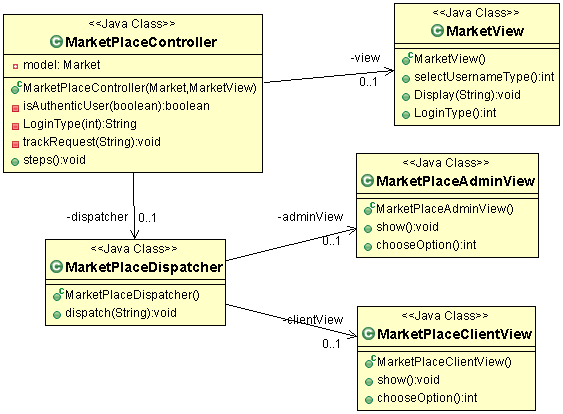 <<Java Class>>
MarketPlaceController
model: Market
MarketPlaceController(Market,MarketView)
isAuthenticUser(boolean):boolean
LoginType(int):String
trackRequest(String):void
steps():void
-view
0..1
<<Java Class>>
MarketView
MarketView()
selectUsernameType():int
Display(String):void
LoginType():int
-dispatcher
0..1
<<Java Class>>
MarketPlaceDispatcher
MarketPlaceDispatcher()
dispatch(String):void
-adminView
0..1
<<Java Class>>
MarketPlaceAdminView
MarketPlaceAdminView()
show():void
chooseOption():int
-clientView
0..1
<<Java Class>>
MarketPlaceClientView
MarketPlaceClientView()
show():void
chooseOption():int